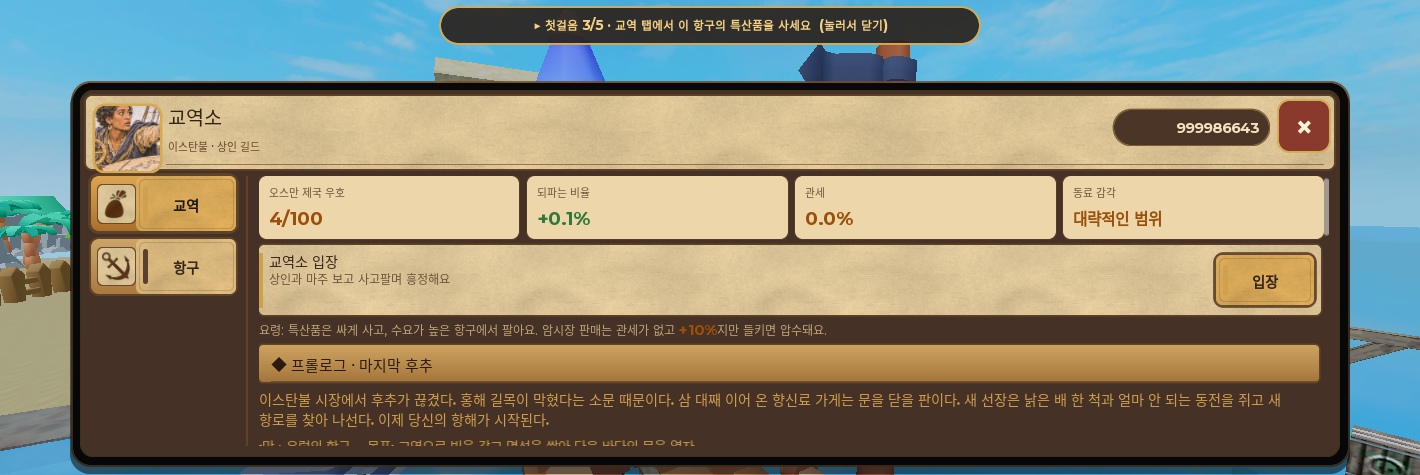 ▸ 첫걸음 3/5 · 교역 탭에서 이 항구의 특산품을 사세요 (눌러서 닫기)
교역소
이스탄불 · 상인 길드
999986643
×
교역
항구
오스만 제국 우호
4/100
되파는 비율
+0.1%
관세
0.0%
동료 감각
대략적인 범위
교역소 입장
상인과 마주 보고 사고팔며 흥정해요
입장
요령: 특산품은 싸게 사고, 수요가 높은 항구에서 팔아요. 암시장 판매는 관세가 없고 +10%지만 들키면 압수돼요.
◆ 프롤로그 · 마지막 후추
이스탄불 시장에서 후추가 끊겼다. 홍해 길목이 막혔다는 소문 때문이다. 삼 대째 이어 온 향신료 가게는 문을 닫을 판이다. 새 선장은 낡은 배 한 척과 얼마 안 되는 동전을 쥐고 새
항로를 찾아 나선다. 이제 당신의 항해가 시작된다.